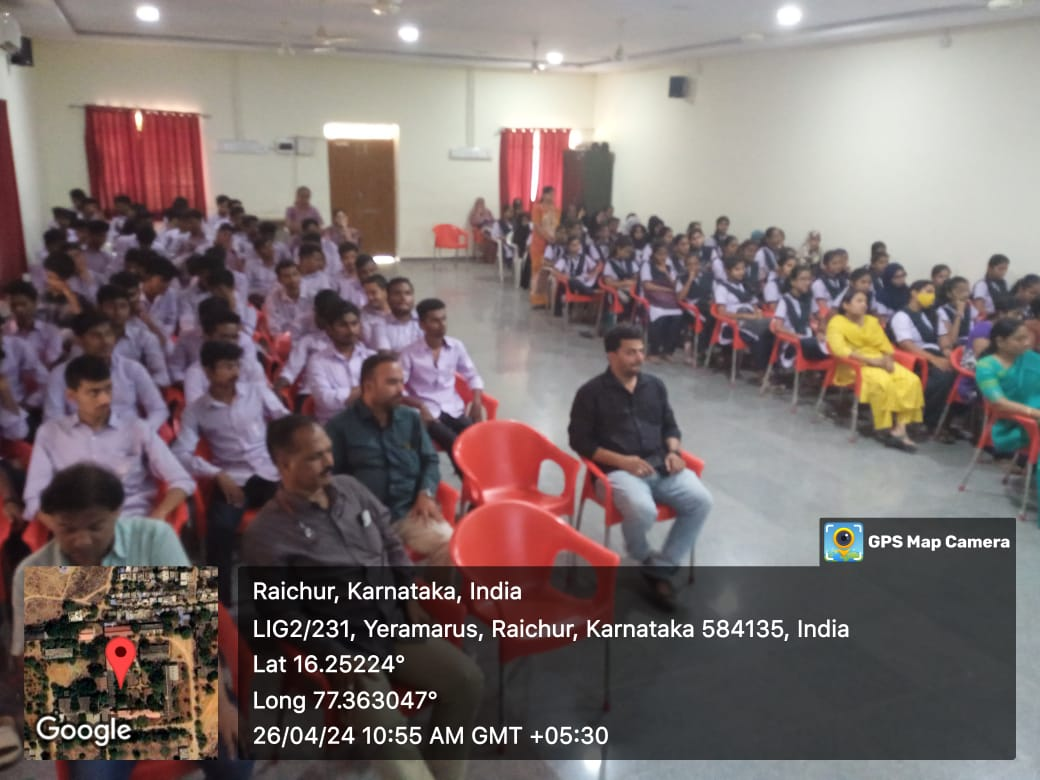 GPS Map Camera
Raichur, Karnataka, India
LIG2/231, Yeramarus, Raichur, Karnataka 584135, India
Lat 16.25224°
Long 77.363047°
26/04/24 10:55 AM GMT +05:30
Google